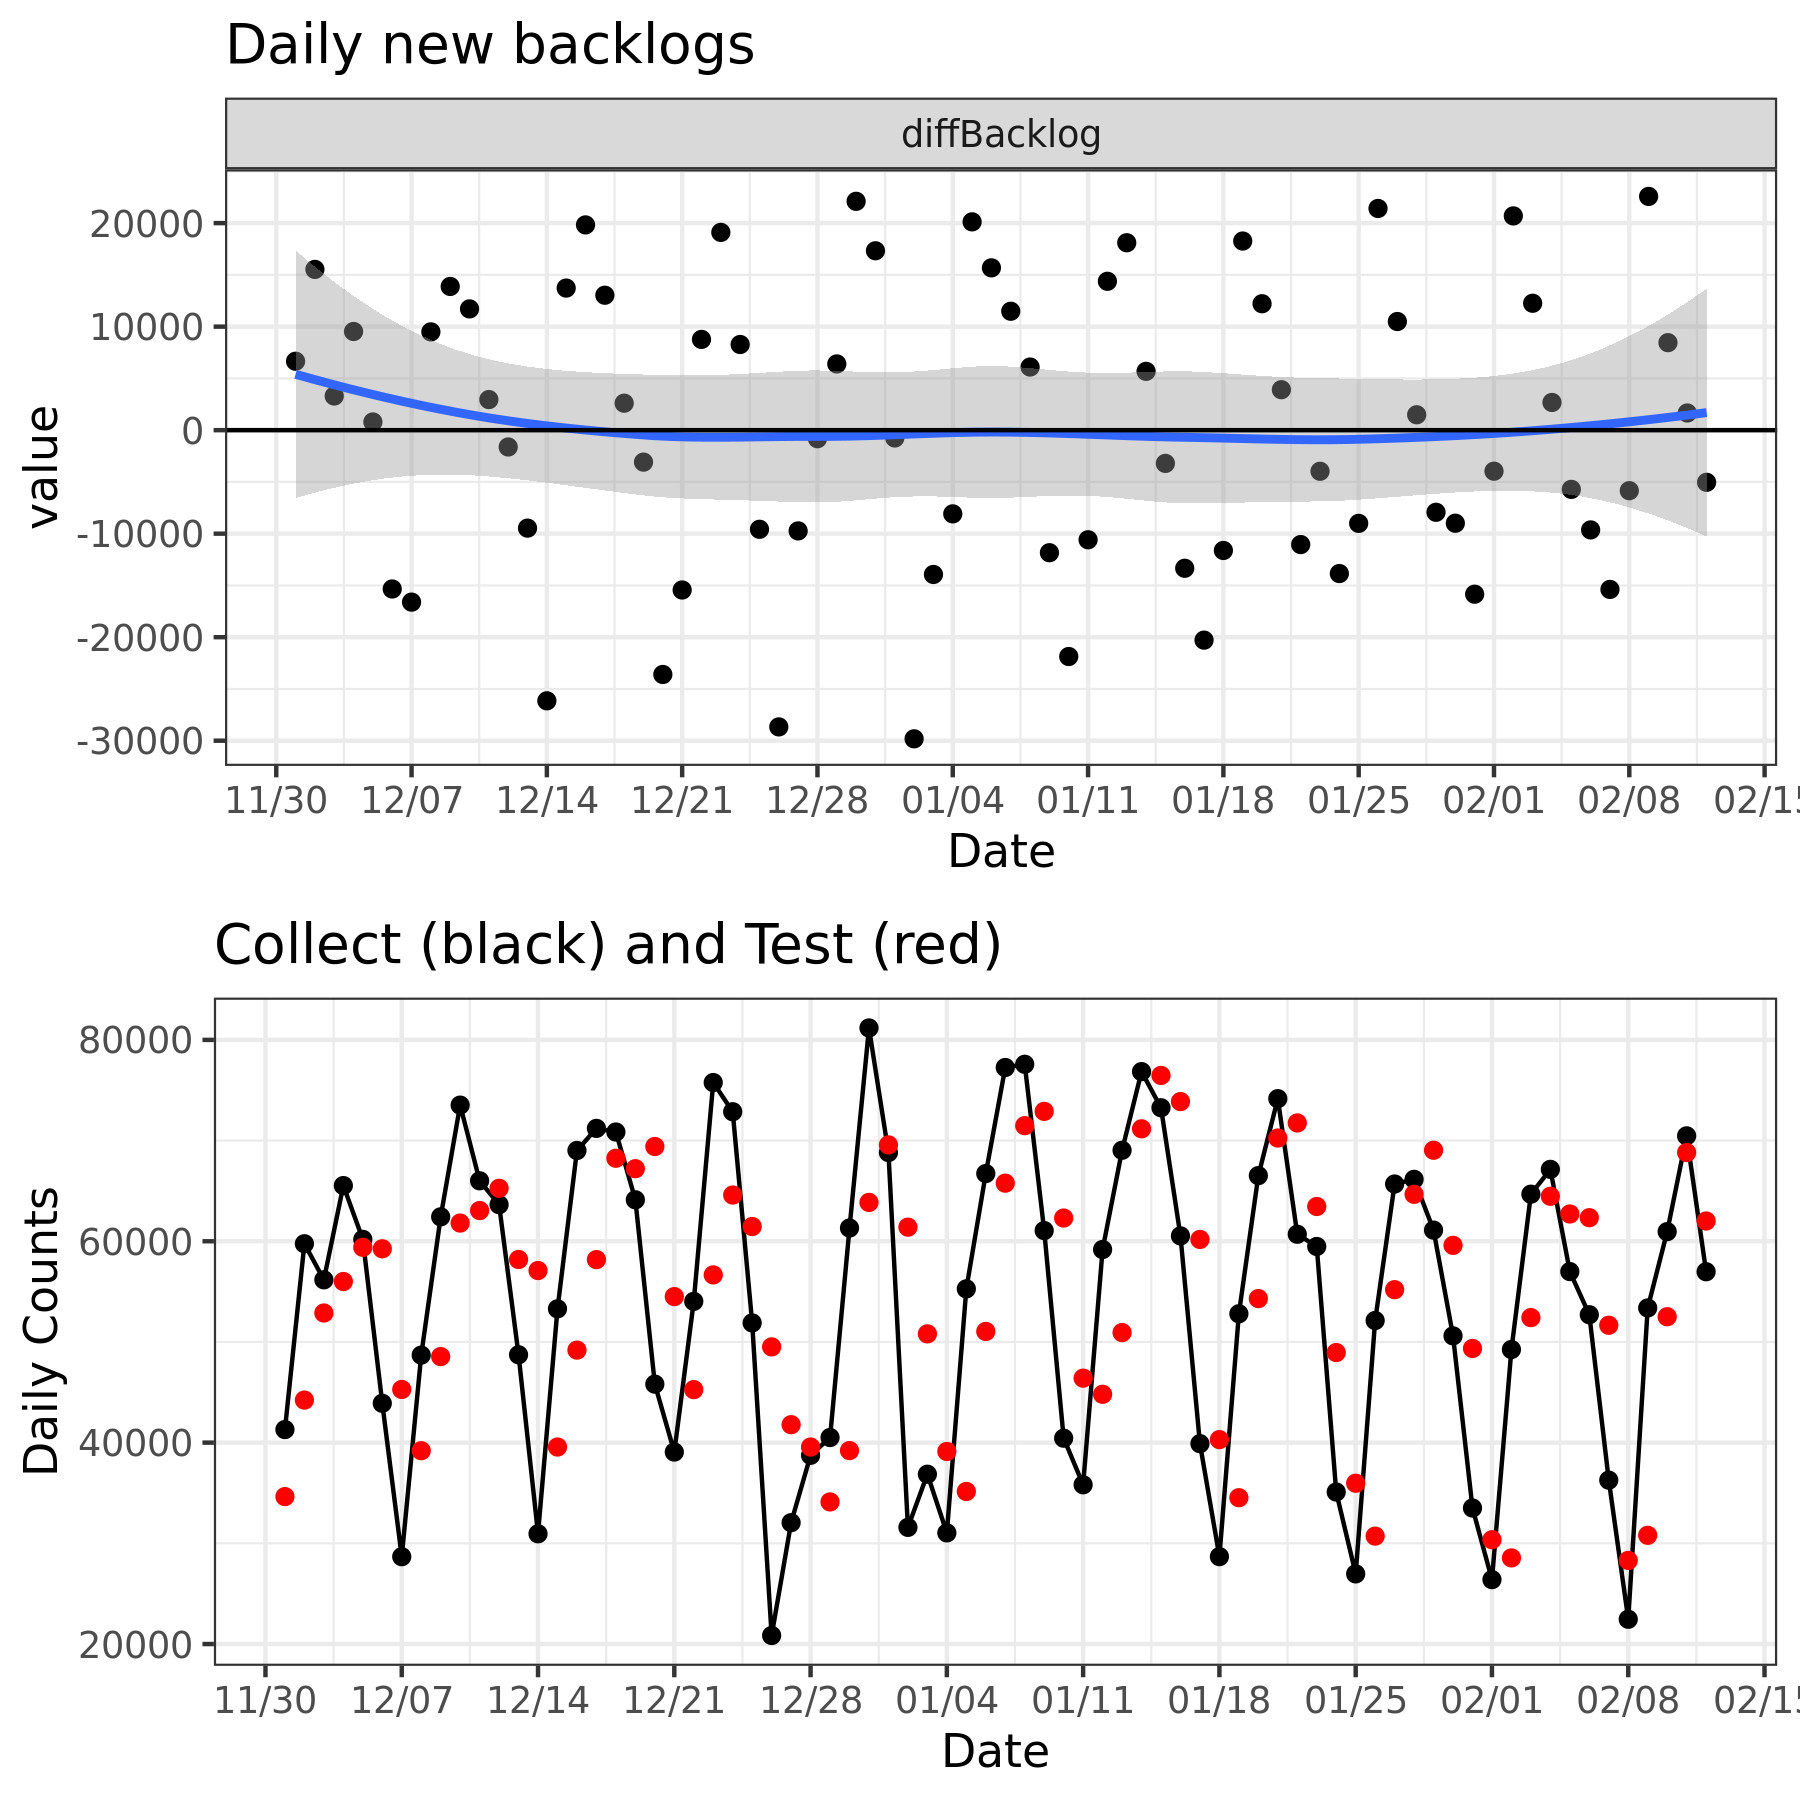 Daily new backlogs
diffBacklog
value
20000
10000
0
-10000
-20000
-30000
11/30 12/07 12/14 12/21 12/28 01/04 01/11 01/18 01/25 02/01 02/08 02/15
Date
Collect (black) and Test (red)
Daily Counts
80000
60000
40000
20000
11/30 12/07 12/14 12/21 12/28 01/04 01/11 01/18 01/25 02/01 02/08 02/15
Date